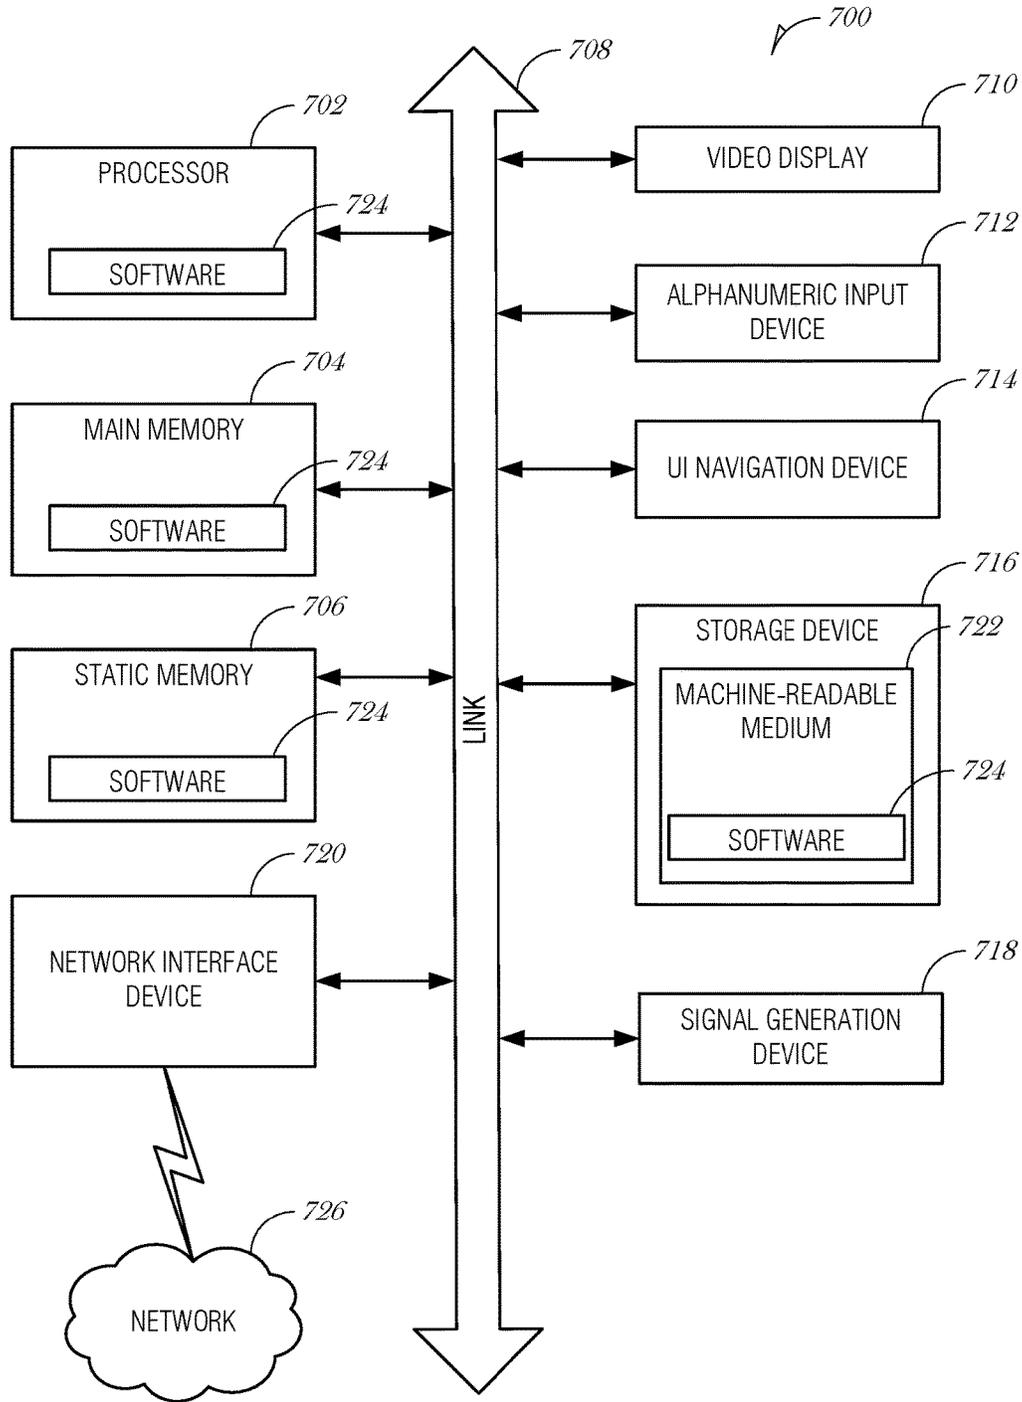 700
708
702
PROCESSOR
724
SOFTWARE
704
MAIN MEMORY
724
SOFTWARE
706
STATIC MEMORY
724
SOFTWARE
720
NETWORK INTERFACE
DEVICE
726
NETWORK
LINK
710
VIDEO DISPLAY
712
ALPHANUMERIC INPUT
DEVICE
714
UI NAVIGATION DEVICE
716
STORAGE DEVICE
722
MACHINE-READABLE
MEDIUM
724
SOFTWARE
718
SIGNAL GENERATION
DEVICE